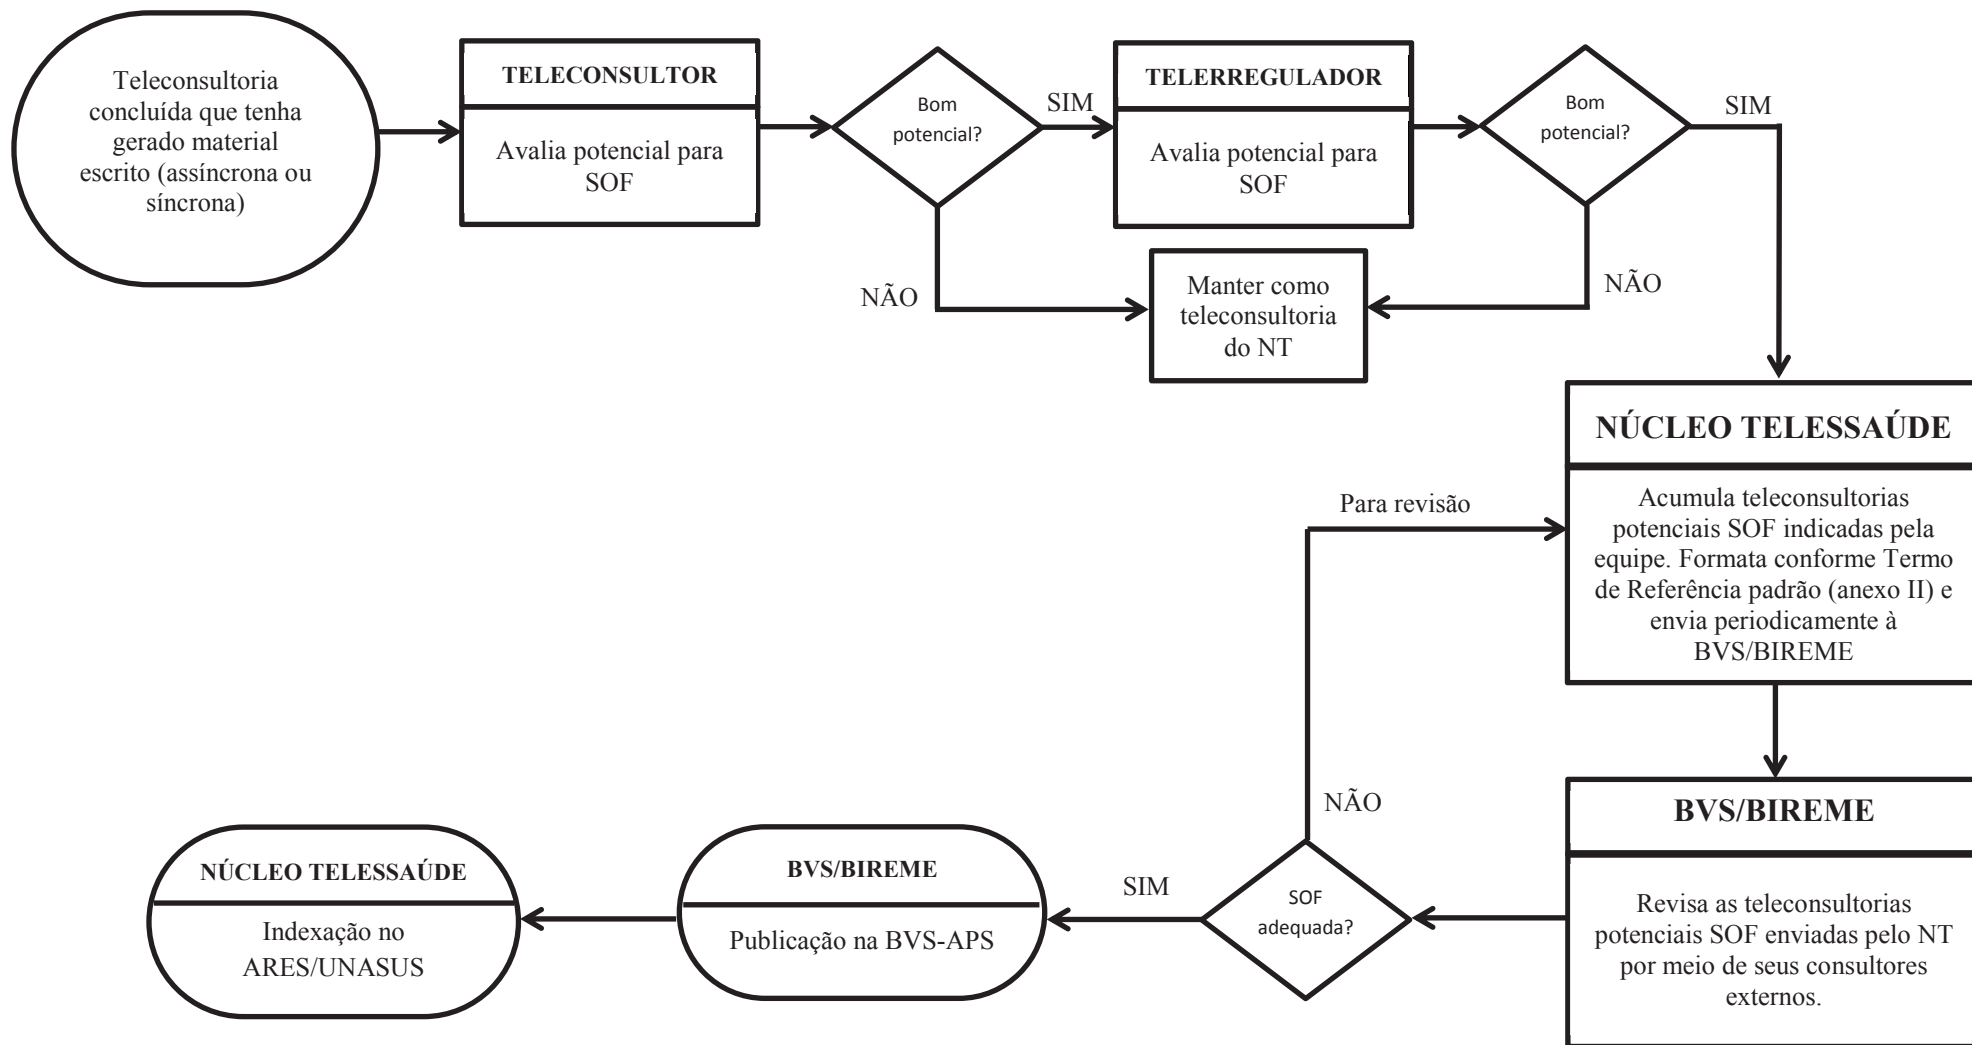 Teleconsultoria
concluída que tenha
gerado material
escrito (assíncrona ou
síncrona)
TELECONSULTOR
Avalia potencial para
SOF
Bom
potencial?
SIM
NÃO
TELERREGULADOR
Avalia potencial para
SOF
Bom
potencial?
SIM
NÃO
Manter como
teleconsultoria
do NT
NÚCLEO TELESSAÚDE
Acumula teleconsultorias
potenciais SOF indicadas pela
equipe. Formata conforme Termo
de Referência padrão (anexo II) e
envia periodicamente à
BVS/BIREME
Para revisão
BVS/BIREME
Revisa as teleconsultorias
potenciais SOF enviadas pelo NT
por meio de seus consultores
externos.
SOF
adequada?
NÃO
SIM
BVS/BIREME
Publicação na BVS-APS
NÚCLEO TELESSAÚDE
Indexação no
ARES/UNASUS